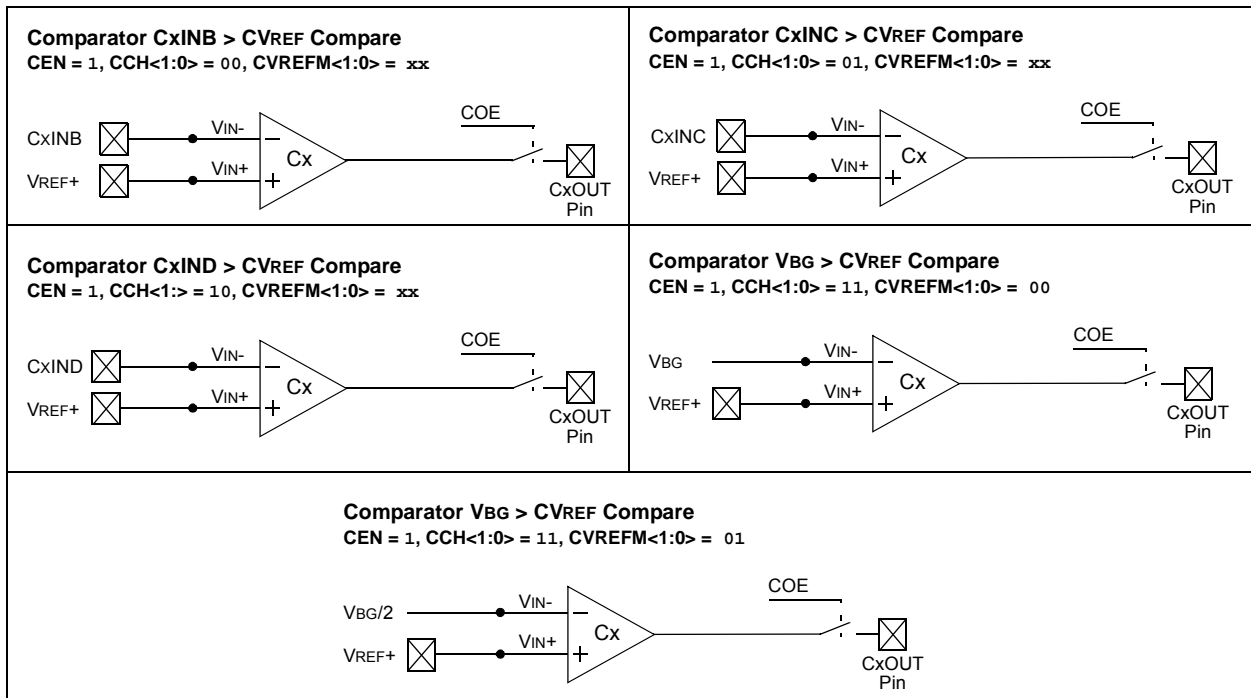 Comparator CxINB > CVREF Compare
CEN = 1, CCH<1:0> = 00, CVREFM<1:0> = xx
COE
CxINB
VIN-
VREF+
VIN+
Cx
CxOUT
Pin
Comparator CxINC > CVREF Compare
CEN = 1, CCH<1:0> = 01, CVREFM<1:0> = xx
COE
CxINC
VIN-
VREF+
VIN+
Cx
CxOUT
Pin
Comparator CxIND > CVREF Compare
CEN = 1, CCH<1:> = 10, CVREFM<1:0> = xx
COE
CxIND
VIN-
VREF+
VIN+
Cx
CxOUT
Pin
Comparator VBG > CVREF Compare
CEN = 1, CCH<1:0> = 11, CVREFM<1:0> = 00
COE
VBG
VIN-
VREF+
VIN+
Cx
CxOUT
Pin
Comparator VBG > CVREF Compare
CEN = 1, CCH<1:0> = 11, CVREFM<1:0> = 01
COE
VBG/2
VIN-
VREF+
VIN+
Cx
CxOUT
Pin